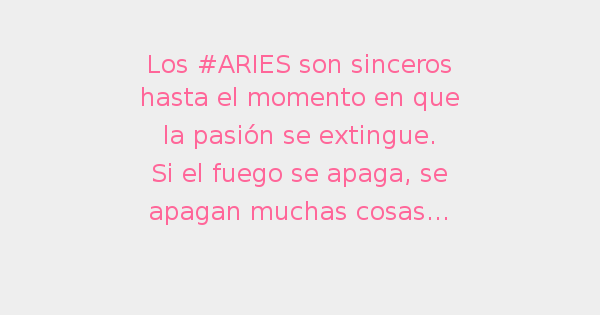 Los #ARIES son sinceros
hasta el momento en que
la pasión se extingue.
Si el fuego se apaga, se
apagan muchas cosas...